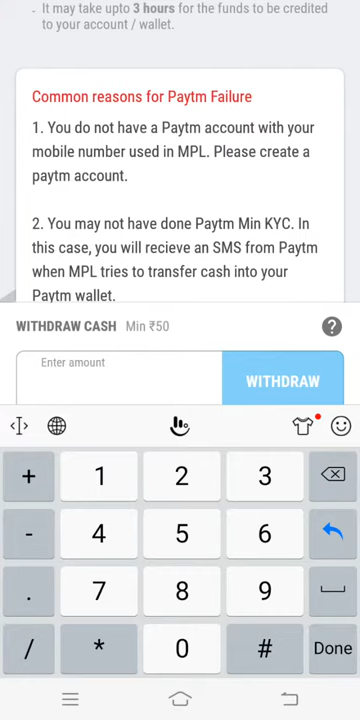 - It may take upto 3 hours for the funds to be credited
to your account / wallet.
Common reasons for Paytm Failure
1. You do not have a Paytm account with your
mobile number used in MPL. Please create a
paytm account.
2. You may not have done Paytm Min KYC. In
this case, you will recieve an SMS from Paytm
when MPL tries to transfer cash into your
Paytm wallet.
WITHDRAW CASH Min ₹50 ?
Enter amount
WITHDRAW
+ 1 2 3
- 4 5 6
. 7 8 9
/ * 0 # Done